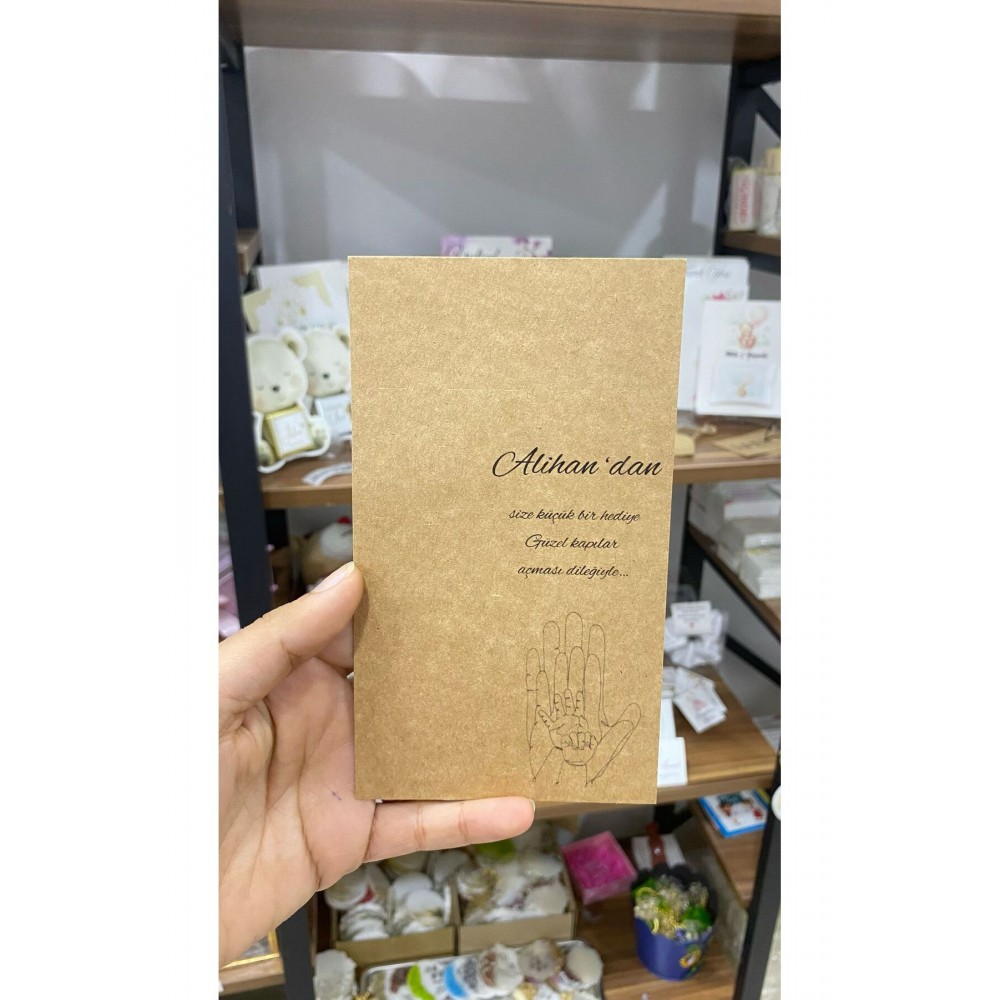 Alihan 'dan
size küçük bir hediye
Güzel kapılar
açması dileğiyle...